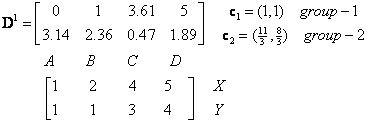 D¹ = [ 0 1 3.61 5 ] c₁ = (1,1) group − 1
[ 3.14 2.36 0.47 1.89 ] c₂ = (11/3, 8/3) group − 2
A B C D
[ 1 2 4 5 ] X
[ 1 1 3 4 ] Y